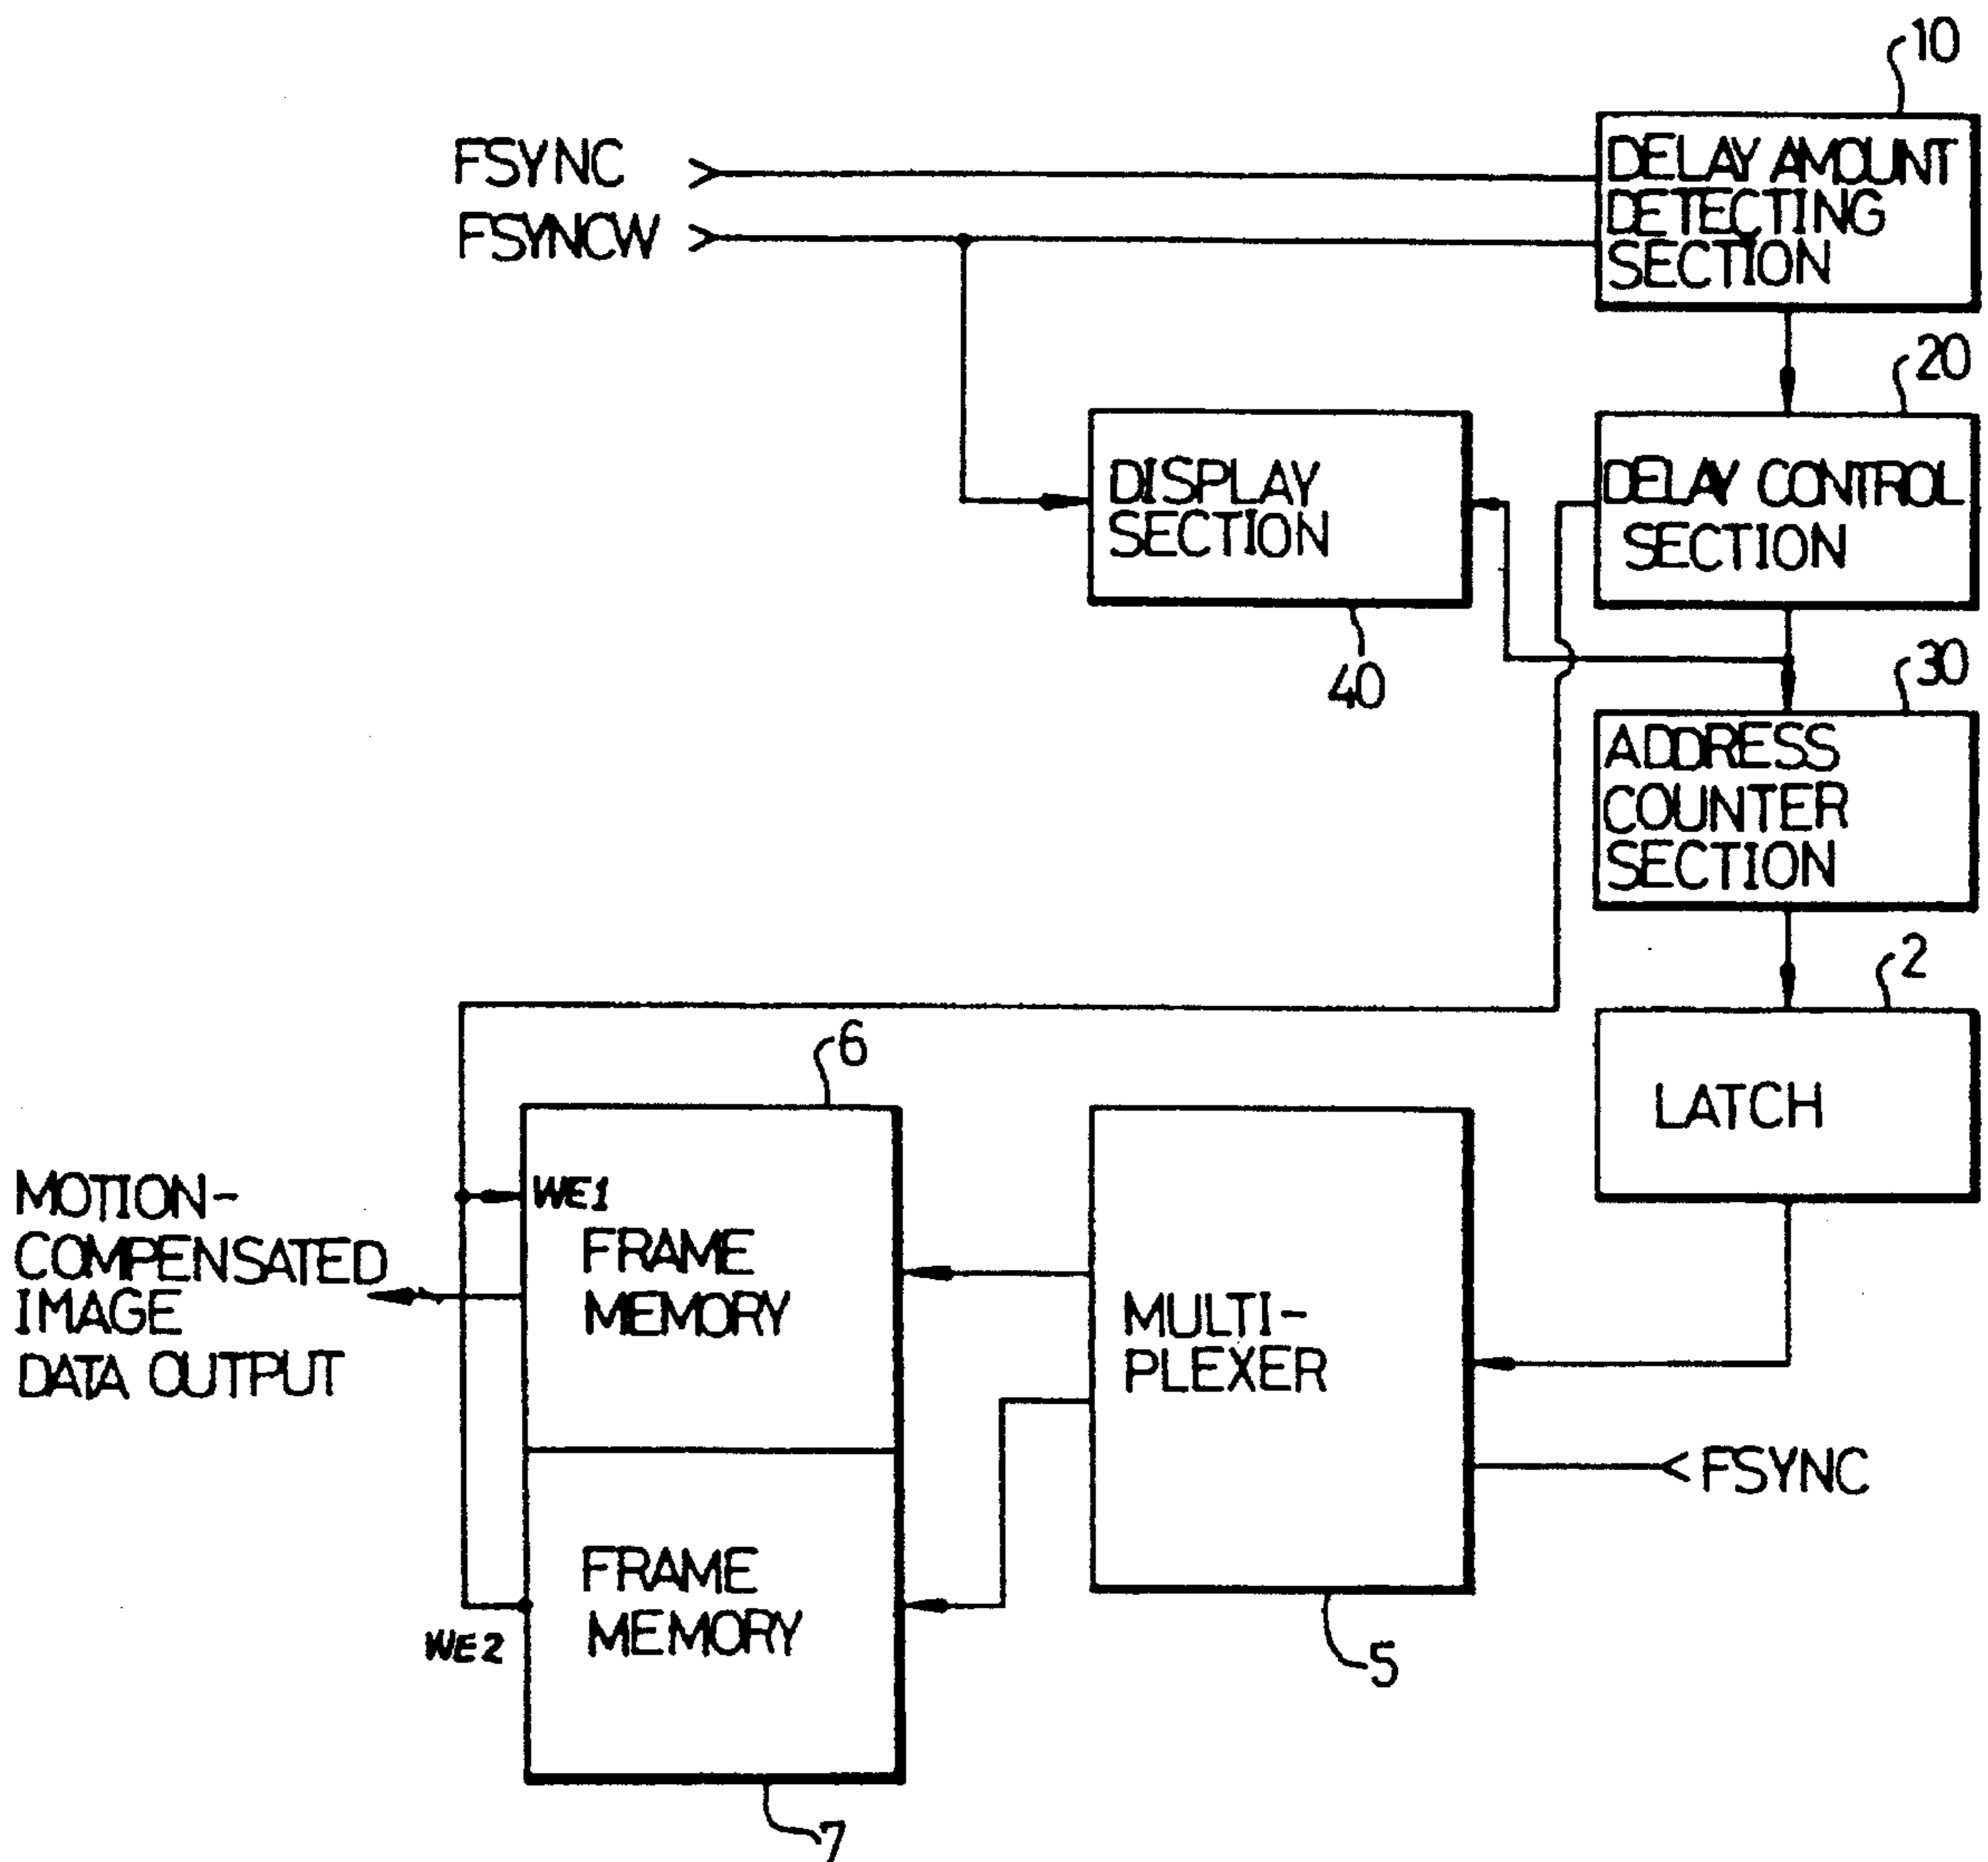 10
FSYNC
FSYNCW
DELAY AMOUNT
DETECTING
SECTION
20
DISPLAY
SECTION
DELAY CONTROL
SECTION
40
30
ADDRESS
COUNTER
SECTION
2
6
LATCH
WE1
MOTION-
COMPENSATED
IMAGE
DATA OUTPUT
FRAME
MEMORY
MULTI-
PLEXER
FSYNC
FRAME
MEMORY
WE2
5
7